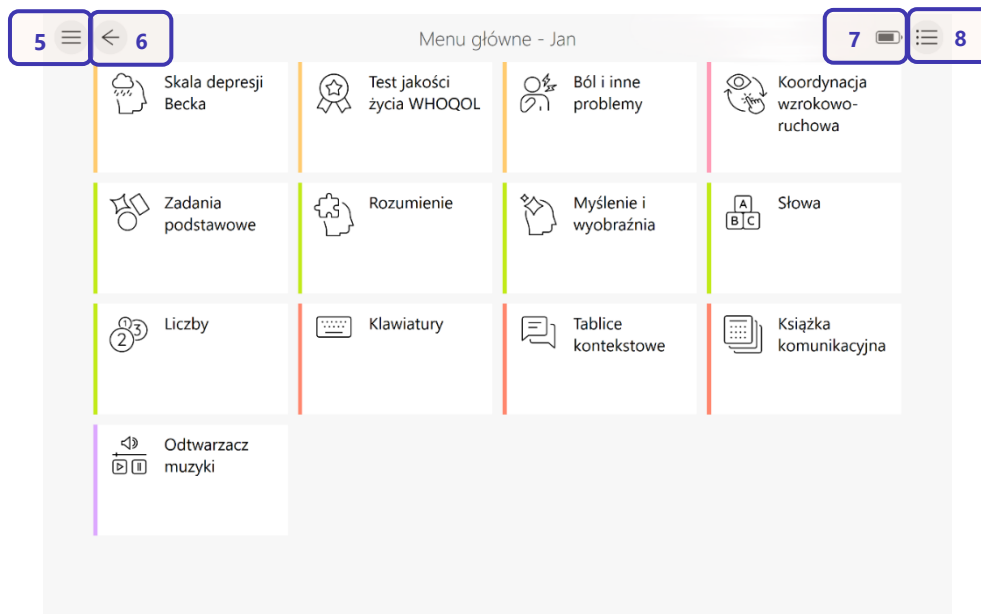 5
6
Menu główne - Jan
7
8
Skala depresji
Becka
Test jakości
życia WHOQOL
Ból i inne
problemy
Koordynacja
wzrokowo-
ruchowa
Zadania
podstawowe
Rozumienie
Myślenie i
wyobraźnia
A
B C
Słowa
1
2
3
Liczby
Klawiatury
Tablice
kontekstowe
Książka
komunikacyjna
Odtwarzacz
muzyki